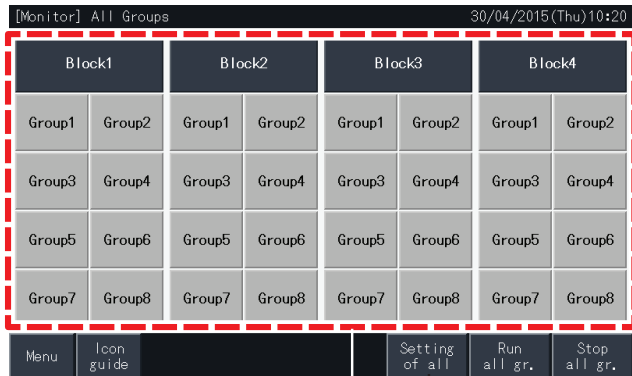 [Monitor] All Groups 30/04/2015(Thu)10:20
Block1 Block2 Block3 Block4
Group1 Group2 Group1 Group2 Group1 Group2 Group1 Group2
Group3 Group4 Group3 Group4 Group3 Group4 Group3 Group4
Group5 Group6 Group5 Group6 Group5 Group6 Group5 Group6
Group7 Group8 Group7 Group8 Group7 Group8 Group7 Group8
Menu
Icon
guide
Setting
of all
Run
all gr.
Stop
all gr.